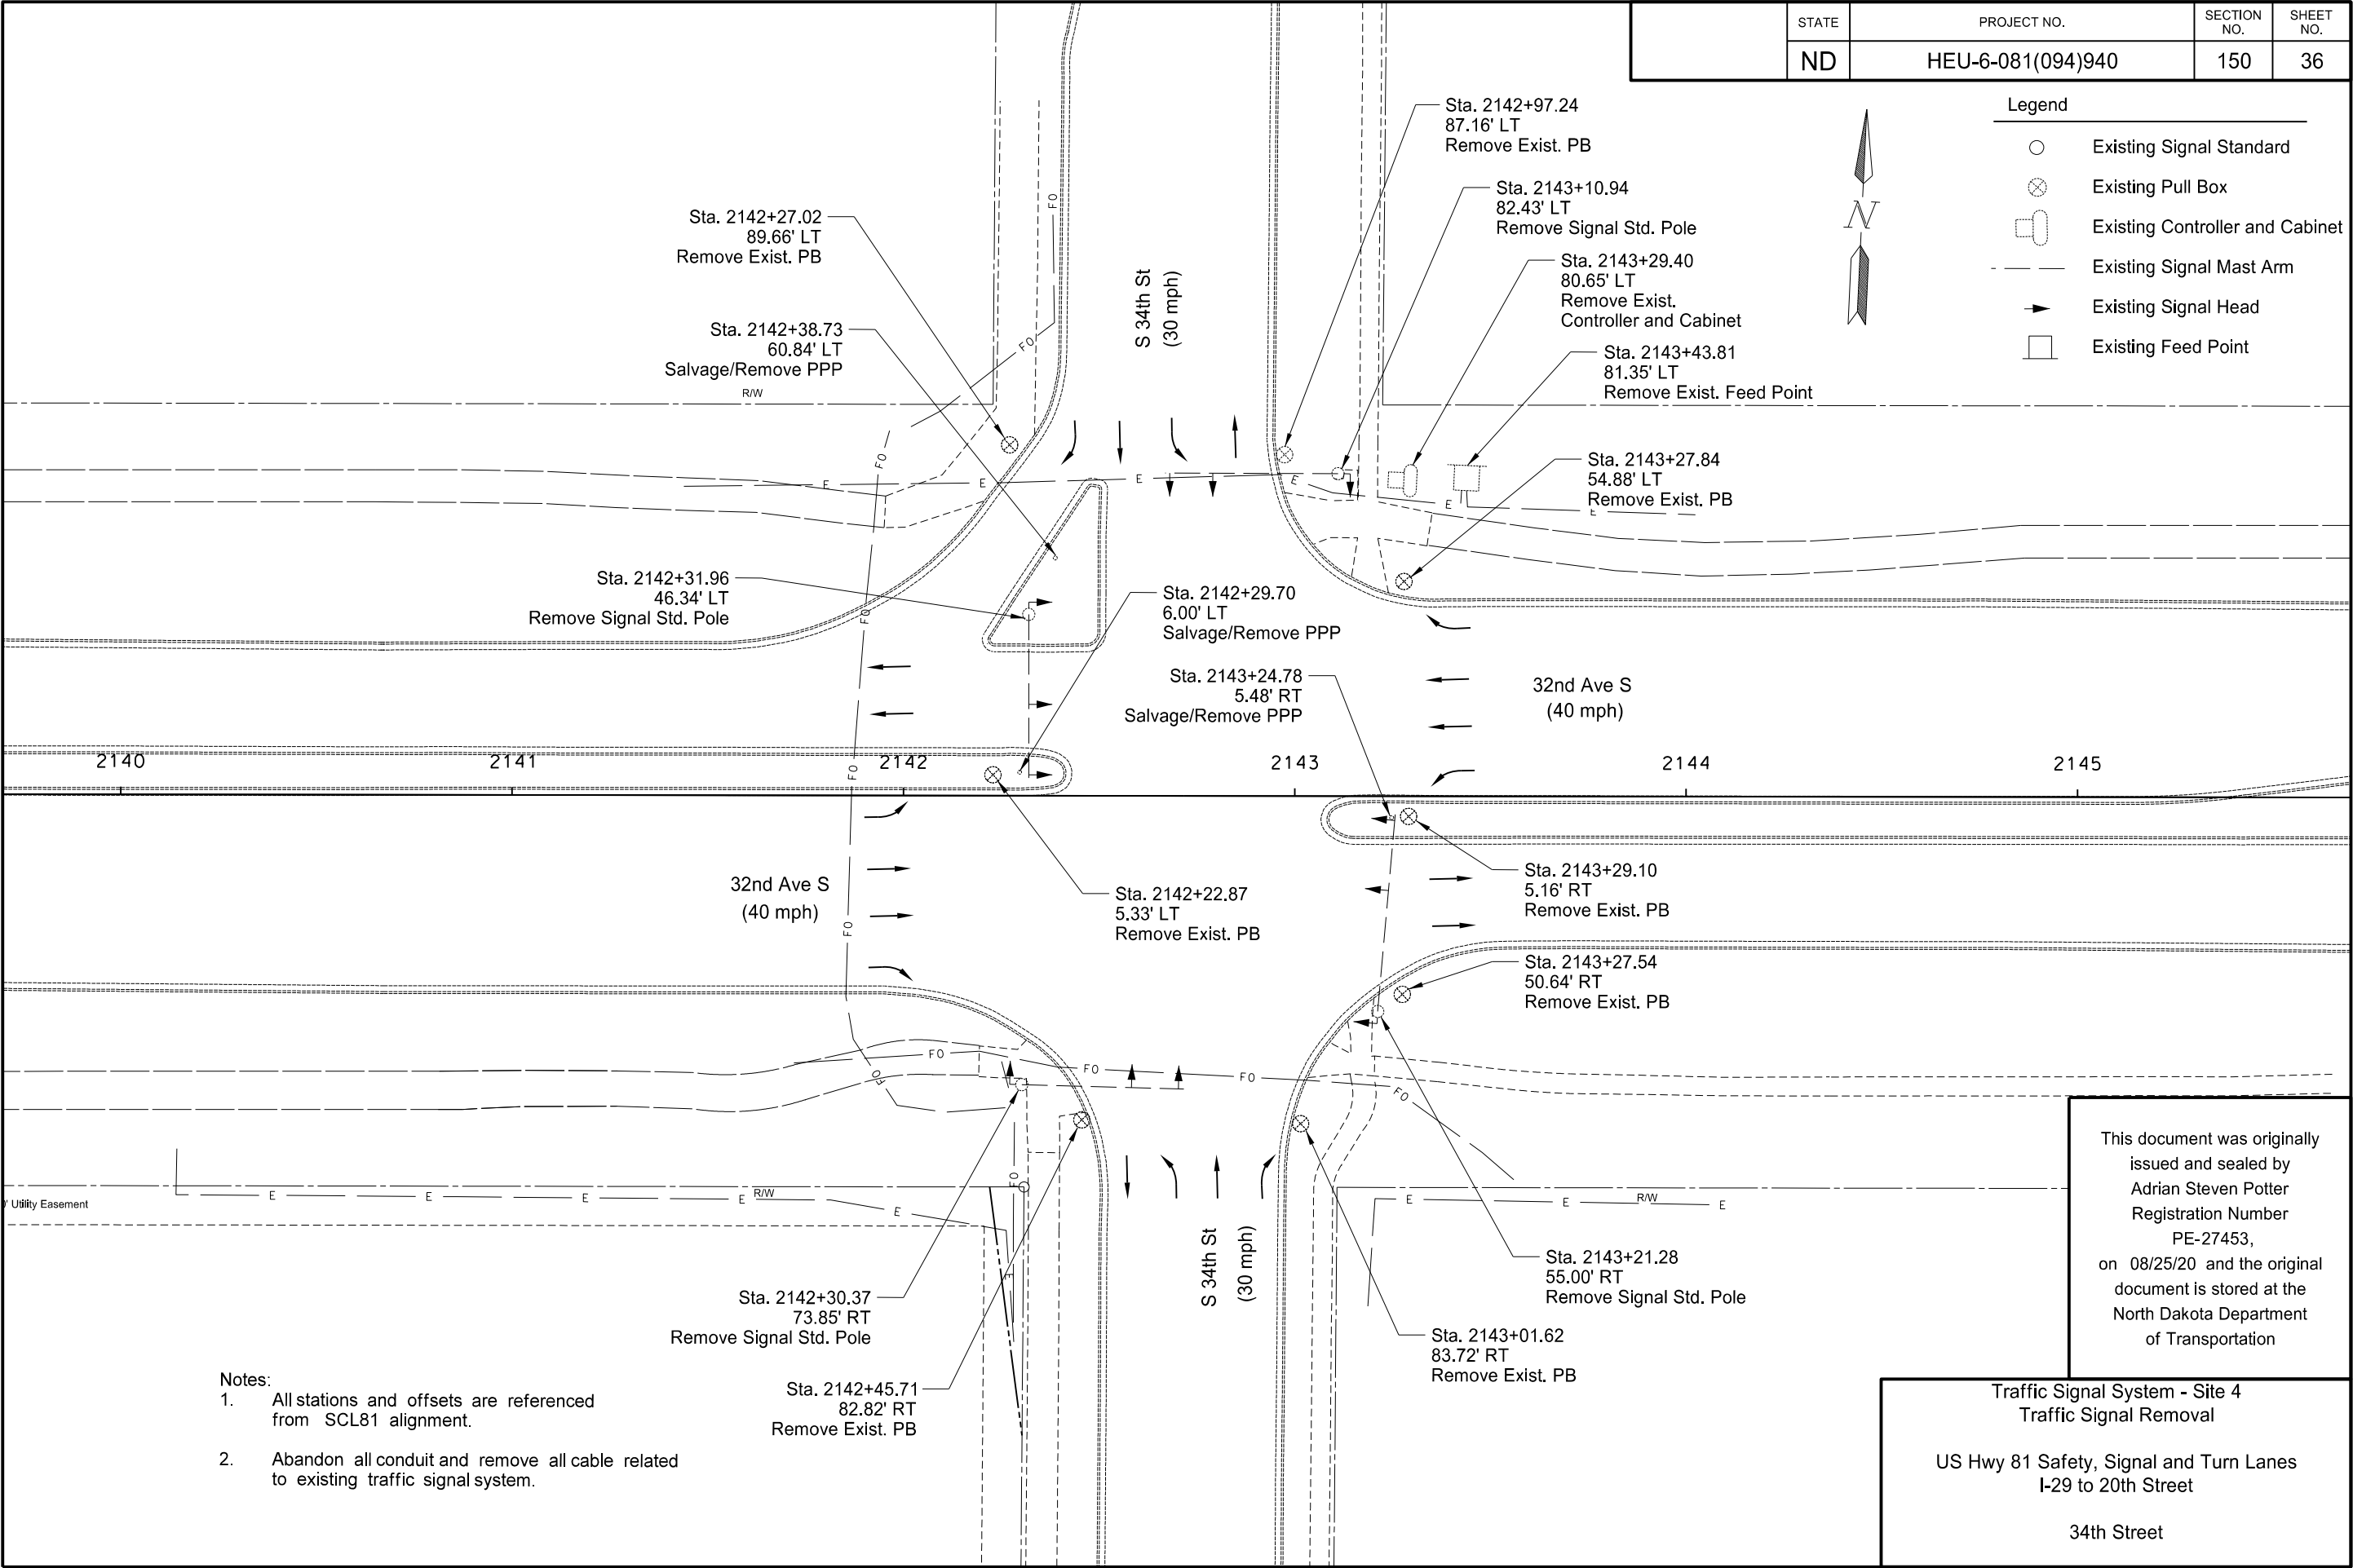 STATE
PROJECT NO.
SECTION NO.
SHEET NO.
ND
HEU-6-081(094)940
150
36
Legend
Existing Signal Standard
Existing Pull Box
Existing Controller and Cabinet
Existing Signal Mast Arm
Existing Signal Head
Existing Feed Point
N
Sta. 2142+97.24
87.16' LT
Remove Exist. PB
Sta. 2143+10.94
82.43' LT
Remove Signal Std. Pole
Sta. 2143+29.40
80.65' LT
Remove Exist.
Controller and Cabinet
Sta. 2143+43.81
81.35' LT
Remove Exist. Feed Point
Sta. 2143+27.84
54.88' LT
Remove Exist. PB
Sta. 2142+27.02
89.66' LT
Remove Exist. PB
Sta. 2142+38.73
60.84' LT
Salvage/Remove PPP
R/W
S 34th St
(30 mph)
FO
FO
FO
E
E
E
E
E
E
Sta. 2142+31.96
46.34' LT
Remove Signal Std. Pole
FO
Sta. 2142+29.70
6.00' LT
Salvage/Remove PPP
Sta. 2143+24.78
5.48' RT
Salvage/Remove PPP
32nd Ave S
(40 mph)
2140
2141
2142
2143
2144
2145
FO
32nd Ave S
(40 mph)
FO
Sta. 2142+22.87
5.33' LT
Remove Exist. PB
Sta. 2143+29.10
5.16' RT
Remove Exist. PB
Sta. 2143+27.54
50.64' RT
Remove Exist. PB
FO
FO
FO
FO
FO
FO
' Utility Easement
E
E
E
E
R/W
E
E
E
E
R/W
E
S 34th St
(30 mph)
Sta. 2143+21.28
55.00' RT
Remove Signal Std. Pole
Sta. 2142+30.37
73.85' RT
Remove Signal Std. Pole
Sta. 2143+01.62
83.72' RT
Remove Exist. PB
Sta. 2142+45.71
82.82' RT
Remove Exist. PB
Notes:
1. All stations and offsets are referenced
from SCL81 alignment.
2. Abandon all conduit and remove all cable related
to existing traffic signal system.
This document was originally
issued and sealed by
Adrian Steven Potter
Registration Number
PE-27453,
on 08/25/20 and the original
document is stored at the
North Dakota Department
of Transportation
Traffic Signal System - Site 4
Traffic Signal Removal
US Hwy 81 Safety, Signal and Turn Lanes
I-29 to 20th Street
34th Street